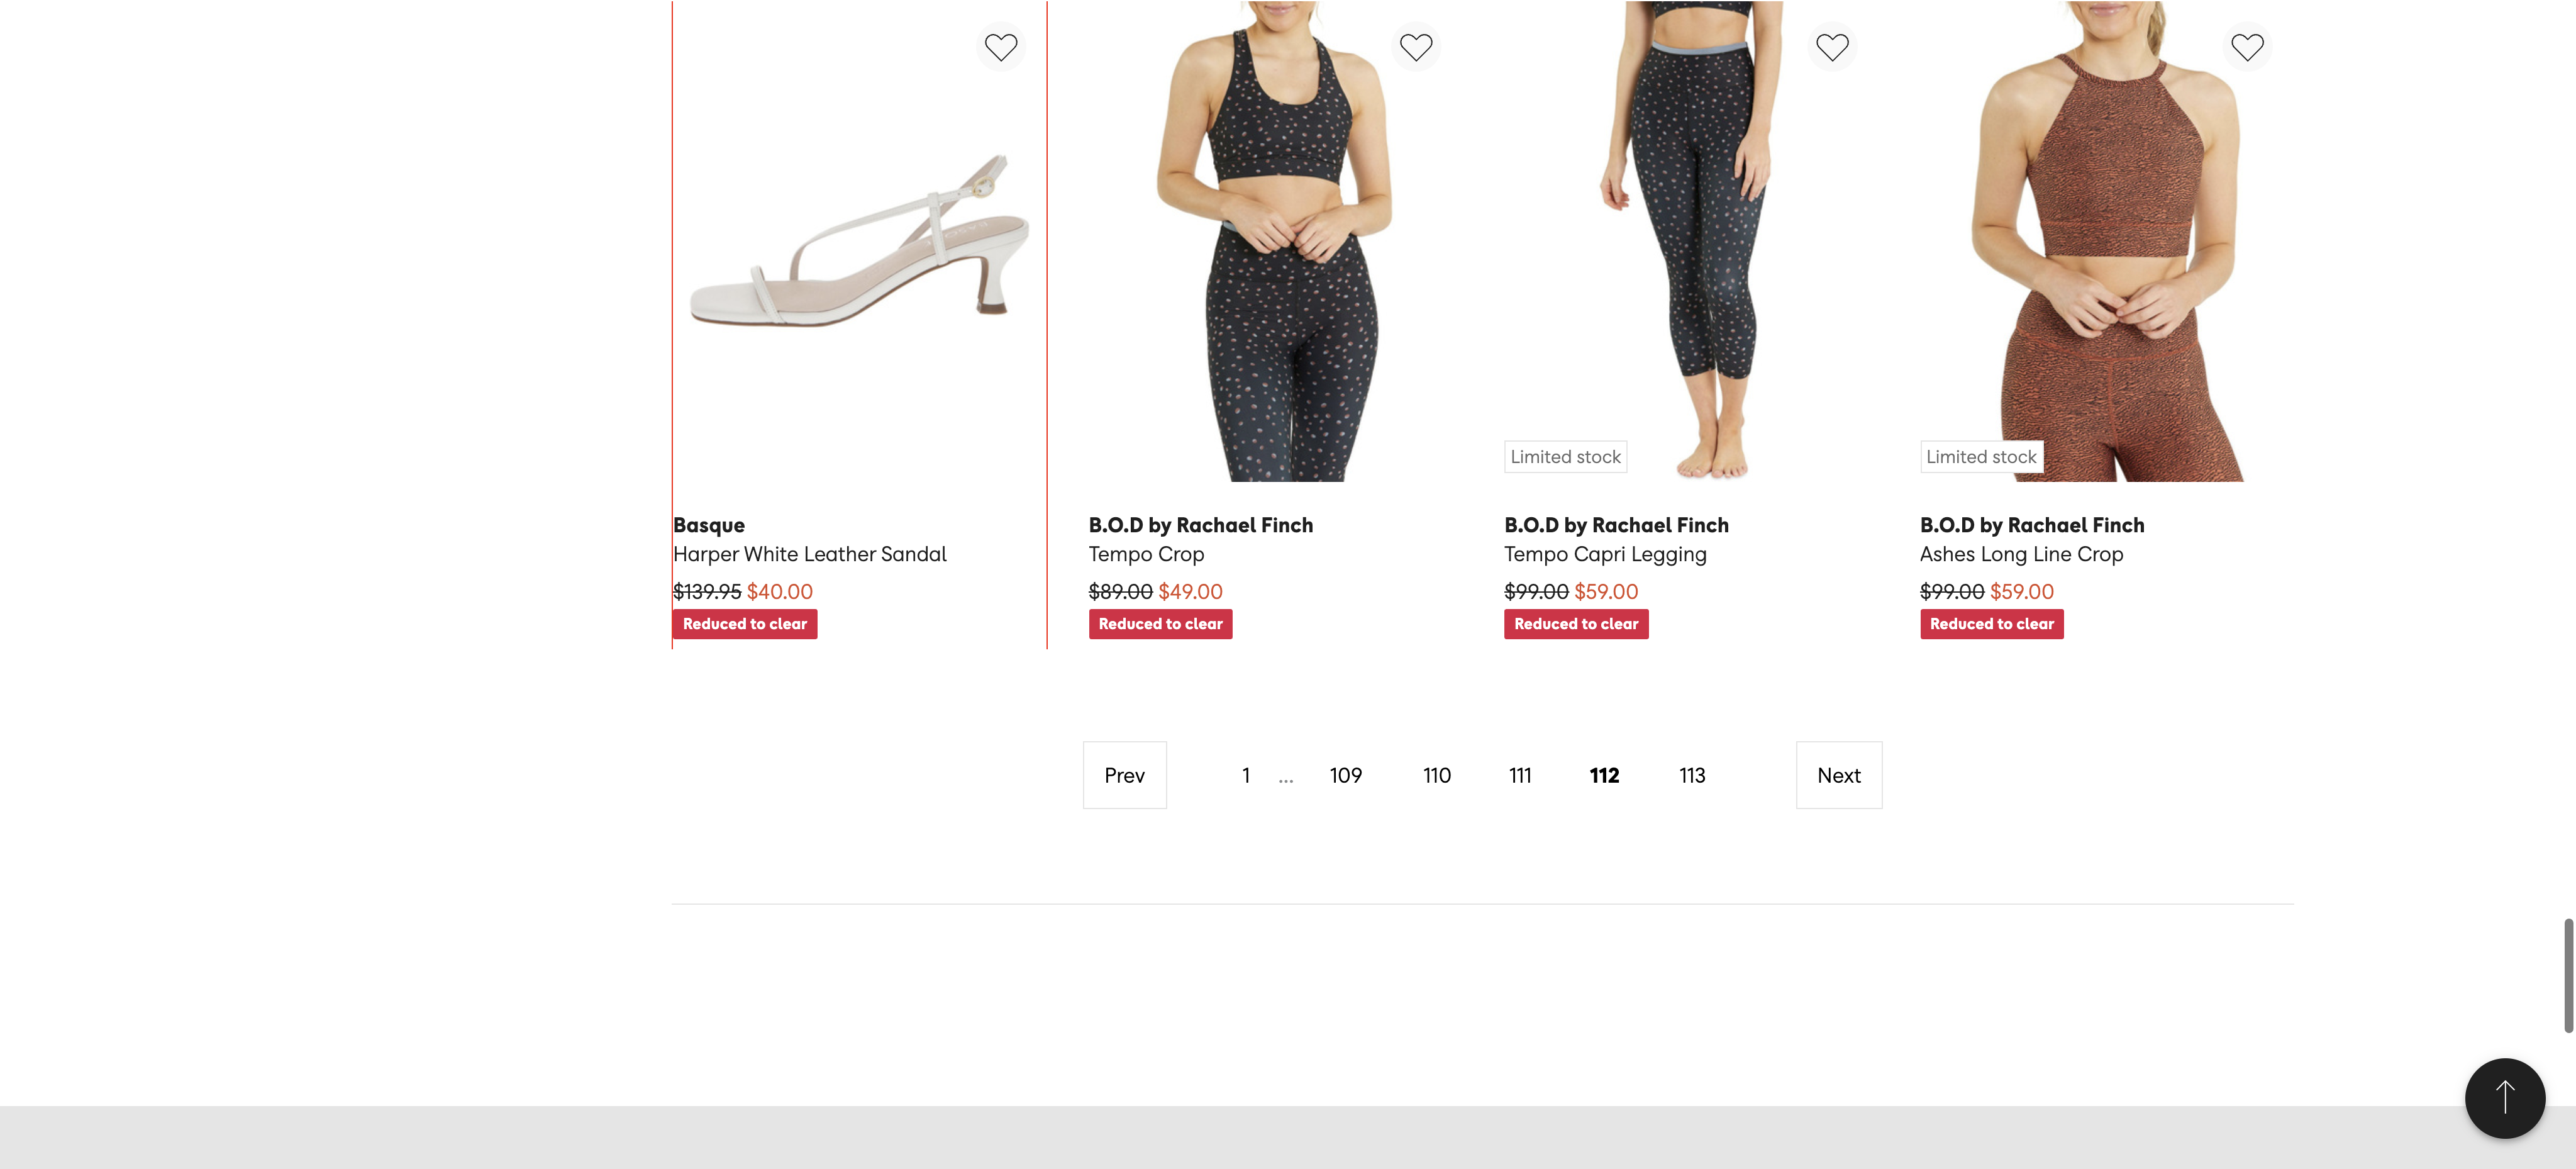 Limited stock
Limited stock
Basque
Harper White Leather Sandal
$139.95 $40.00
Reduced to clear
B.O.D by Rachael Finch
Tempo Crop
$89.00 $49.00
Reduced to clear
B.O.D by Rachael Finch
Tempo Capri Legging
$99.00 $59.00
Reduced to clear
B.O.D by Rachael Finch
Ashes Long Line Crop
$99.00 $59.00
Reduced to clear
Prev 1 ... 109 110 111 112 113 Next